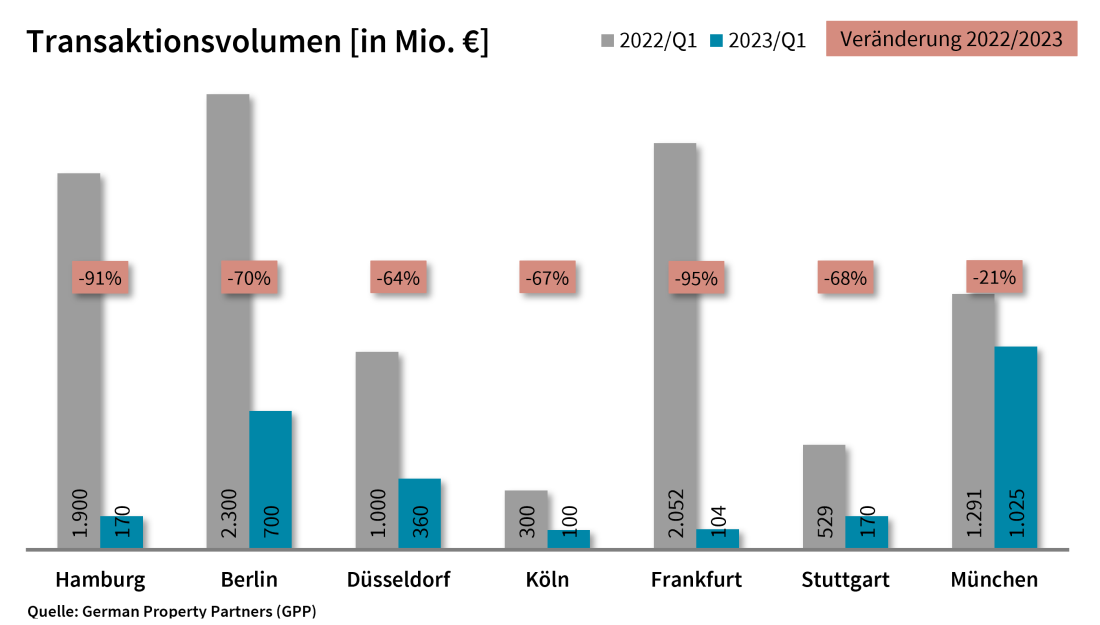 Transaktionsvolumen [in Mio. €]
2022/Q1 2023/Q1 Veränderung 2022/2023
-91% -70% -64% -67% -95% -68% -21%
1.900 170 2.300 700 1.000 360 300 100 2.052 104 529 170 1.291 1.025
Hamburg Berlin Düsseldorf Köln Frankfurt Stuttgart München
Quelle: German Property Partners (GPP)